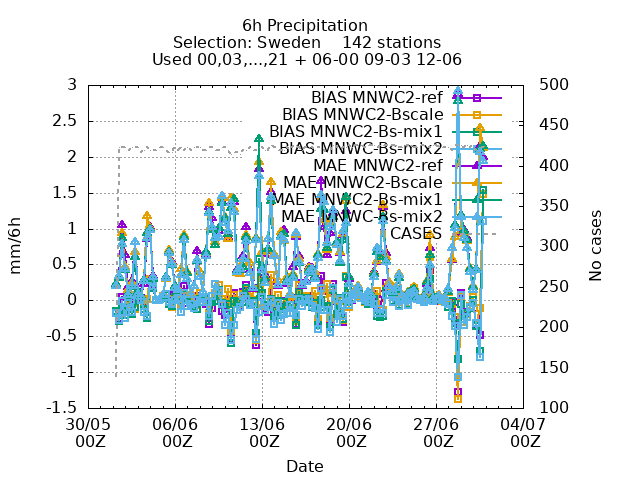 6h Precipitation
Selection: Sweden 142 stations
Used 00,03,...,21 + 06-00 09-03 12-06
BIAS MNWC2-ref
BIAS MNWC2-Bscale
BIAS MNWC2-Bs-mix1
BIAS MNWC-Bs-mix2
MAE MNWC2-ref
MAE MNWC2-Bscale
MAE MNWC2-Bs-mix1
MAE MNWC2-Bs-mix2
CASES
mm/6h
3
2.5
2
1.5
1
0.5
0
-0.5
-1
-1.5
No cases
500
450
400
350
300
250
200
150
100
30/05 06/06 13/06 20/06 27/06 04/07
00Z 00Z 00Z 00Z 00Z 00Z
Date